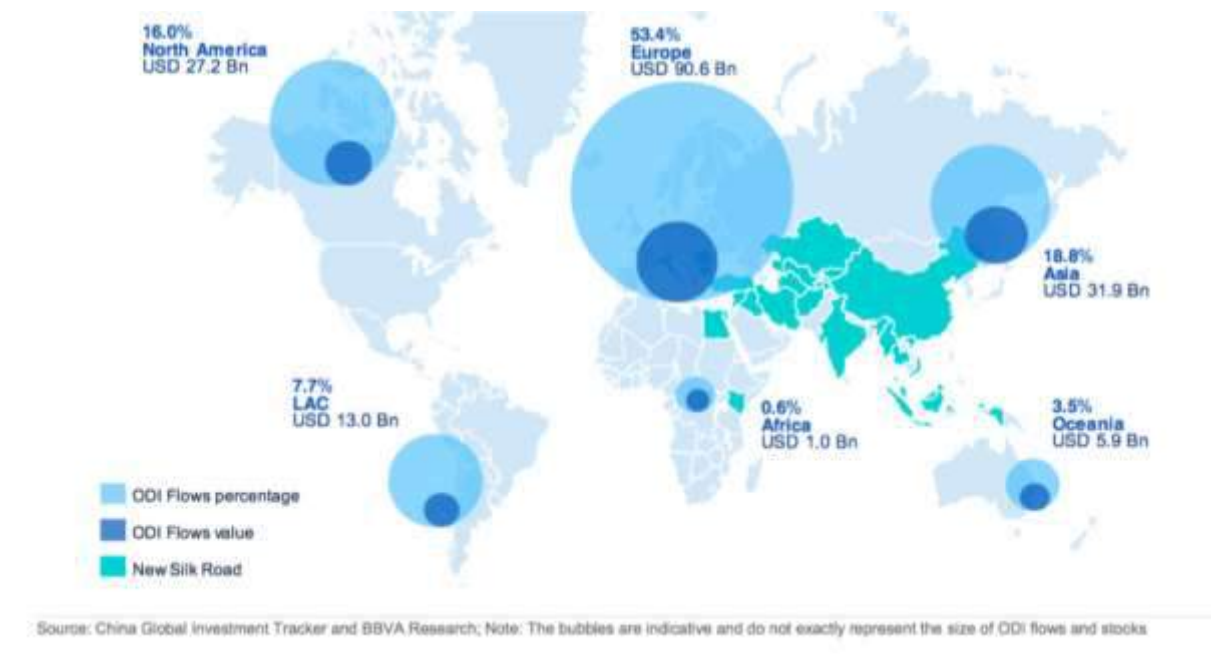 16.0%
North America
USD 27.2 Bn
53.4%
Europe
USD 90.6 Bn
18.8%
Asia
USD 31.9 Bn
7.7%
LAC
USD 13.0 Bn
0.6%
Africa
USD 1.0 Bn
3.5%
Oceania
USD 5.9 Bn
ODI Flows percentage
ODI Flows value
New Silk Road
Source: China Global Investment Tracker and BBVA Research; Note: The bubbles are indicative and do not exactly represent the size of ODI flows and stocks